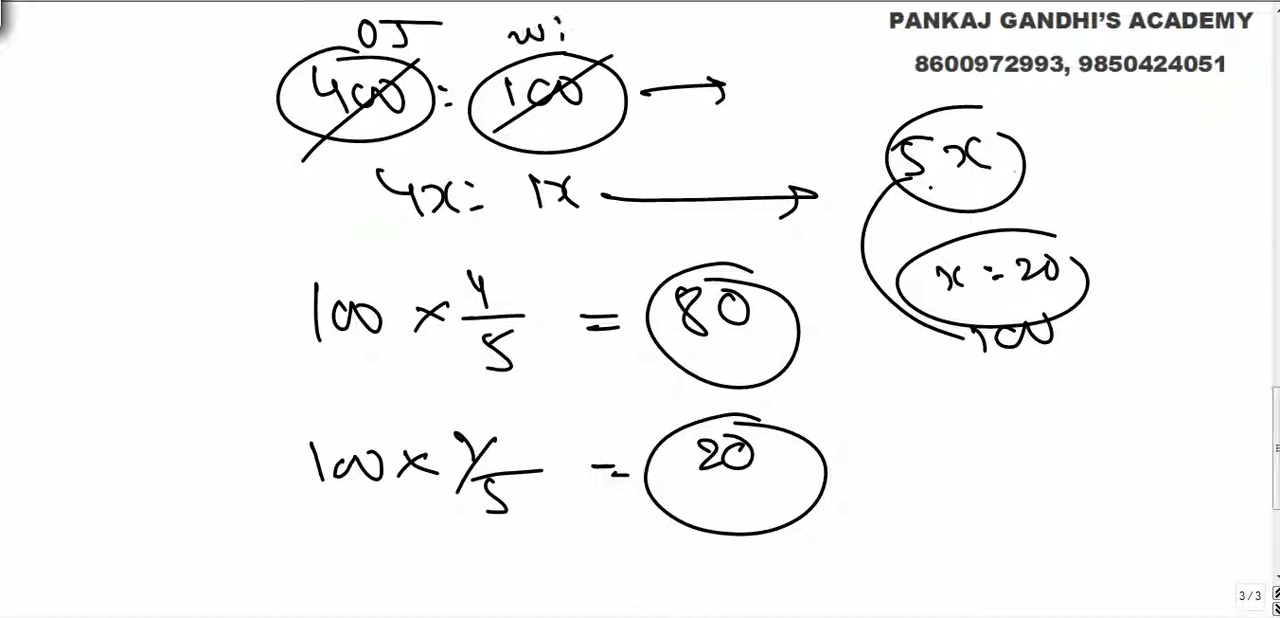 PANKAJ GANDHI'S ACADEMY
8600972993, 9850424051
OJ wi
400 : 100 →
4x : 1x → 5x
x = 20
100
100 × 4/5 = 80
100 × 1/5 = 20
3 / 3